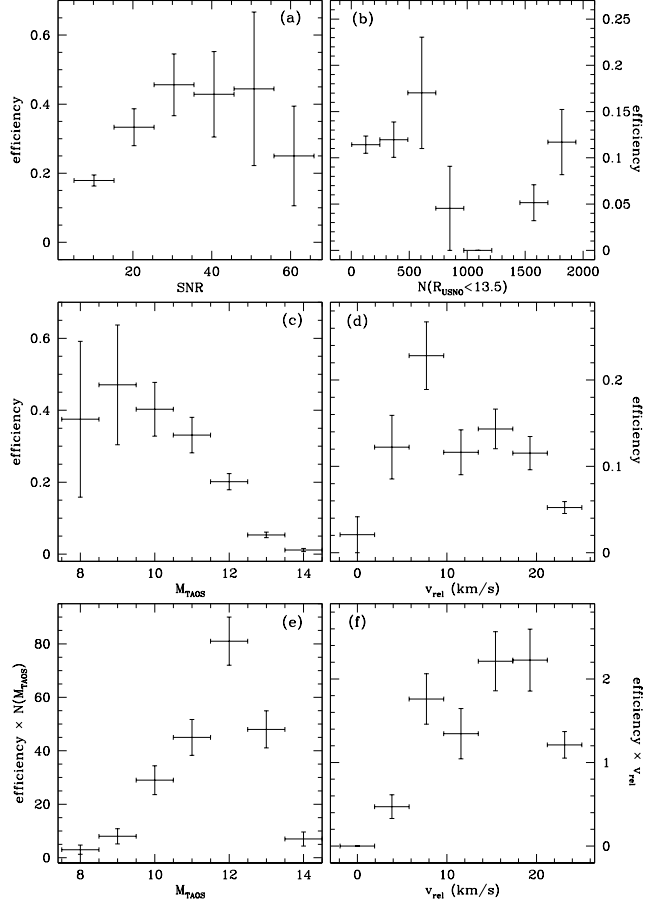 (a)
0.6
0.4
0.2
0
efficiency
20 40 60
SNR
(b)
0.25
0.2
0.15
0.1
0.05
0
efficiency
0 500 1000 1500 2000
N(R_USNO<13.5)
(c)
0.6
0.4
0.2
0
efficiency
8 10 12 14
M_TAOS
(d)
0.2
0.1
0
efficiency
0 10 20
v_rel (km/s)
(e)
80
60
40
20
0
efficiency × N(M_TAOS)
8 10 12 14
M_TAOS
(f)
2
1
0
efficiency × v_rel
0 10 20
v_rel (km/s)